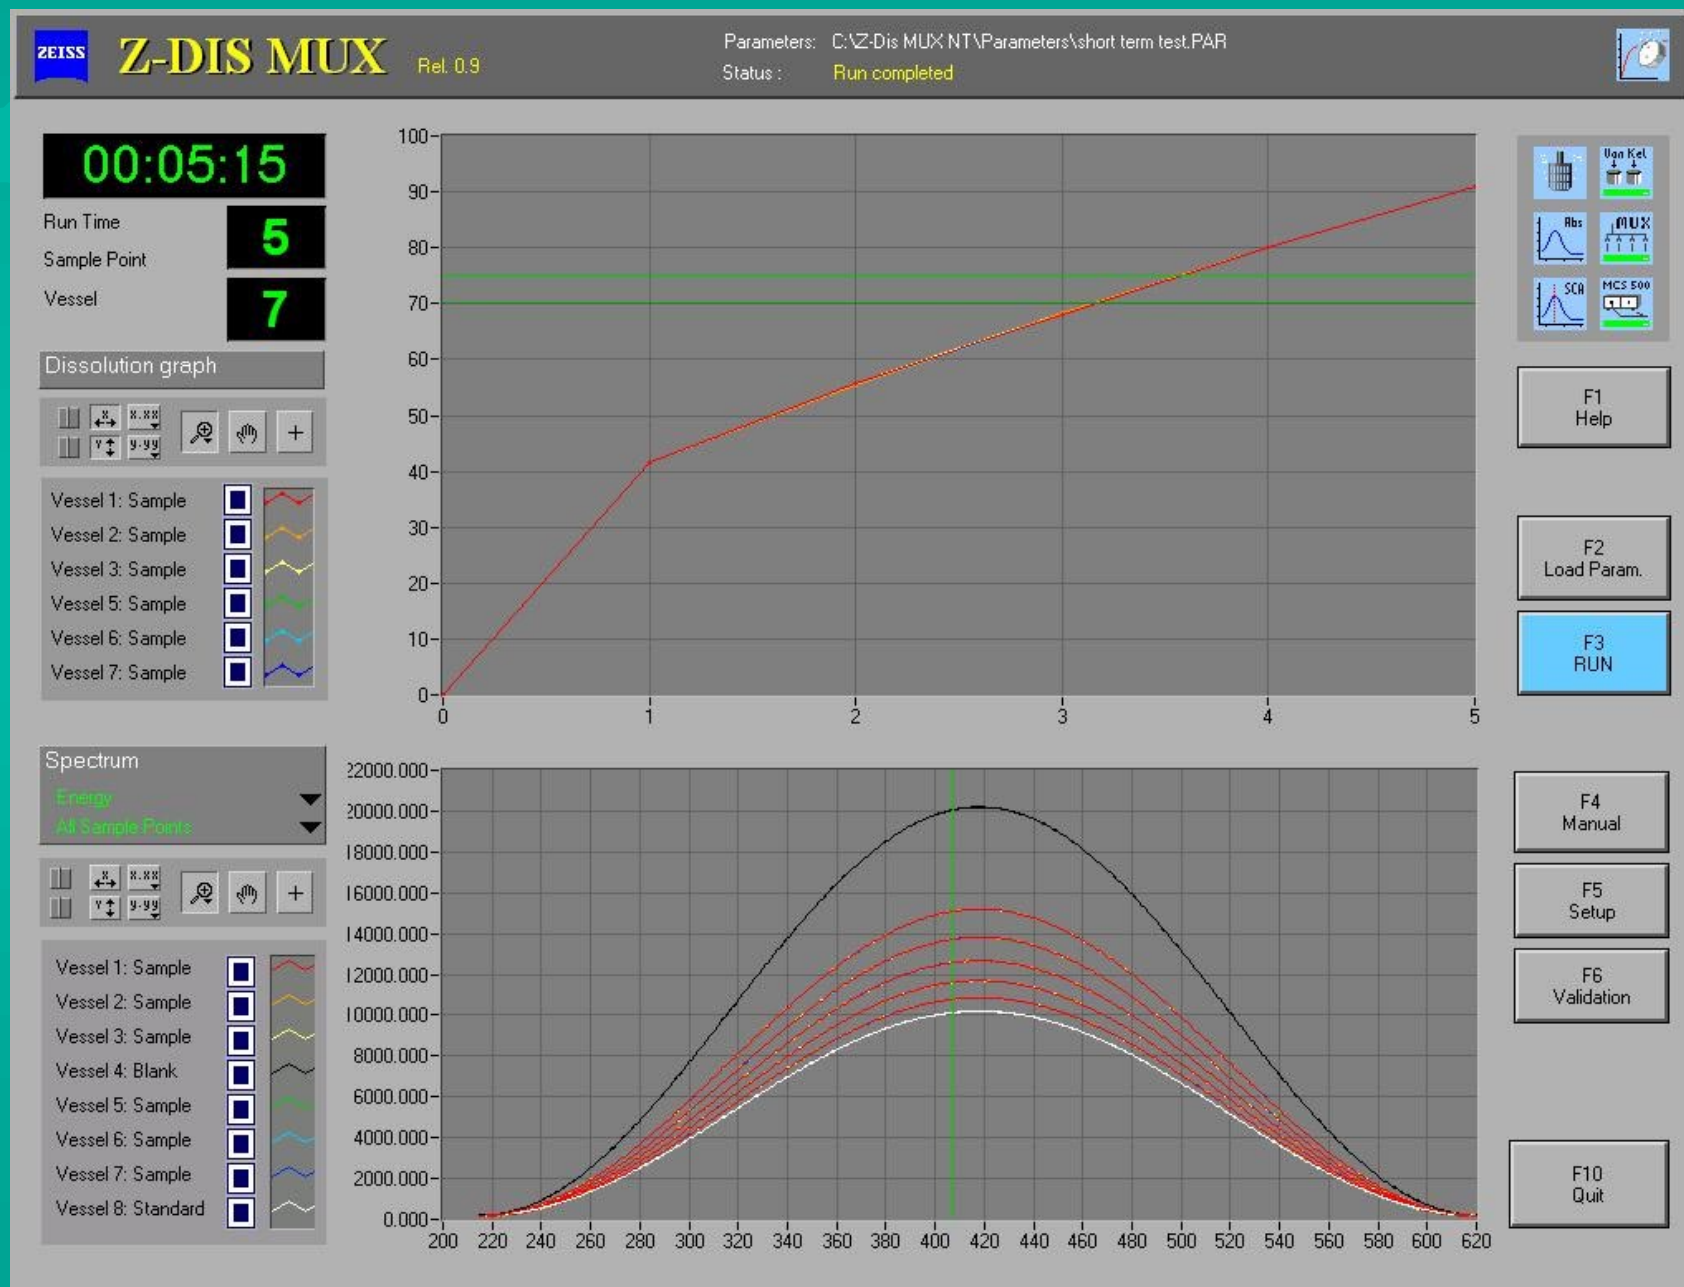 ZEISS
Z-DIS MUX Rel. 0.9
Parameters: C:\Z-Dis MUX NT\Parameters\short term test.PAR
Status : Run completed
00:05:15
Run Time
Sample Point
5
Vessel
7
Dissolution graph
X X.XX
Y Y.YY
Vessel 1: Sample
Vessel 2: Sample
Vessel 3: Sample
Vessel 5: Sample
Vessel 6: Sample
Vessel 7: Sample
100
90
80
70
60
50
40
30
20
10
0
0 1 2 3 4 5
Van Kel
Abs
MUX
SCA
MCS 500
F1
Help
F2
Load Param.
F3
RUN
Spectrum
Energy
All Sample Points
X X.XX
Y Y.YY
Vessel 1: Sample
Vessel 2: Sample
Vessel 3: Sample
Vessel 4: Blank
Vessel 5: Sample
Vessel 6: Sample
Vessel 7: Sample
Vessel 8: Standard
22000.000
20000.000
18000.000
16000.000
14000.000
12000.000
10000.000
8000.000
6000.000
4000.000
2000.000
0.000
200 220 240 260 280 300 320 340 360 380 400 420 440 460 480 500 520 540 560 580 600 620
F4
Manual
F5
Setup
F6
Validation
F10
Quit